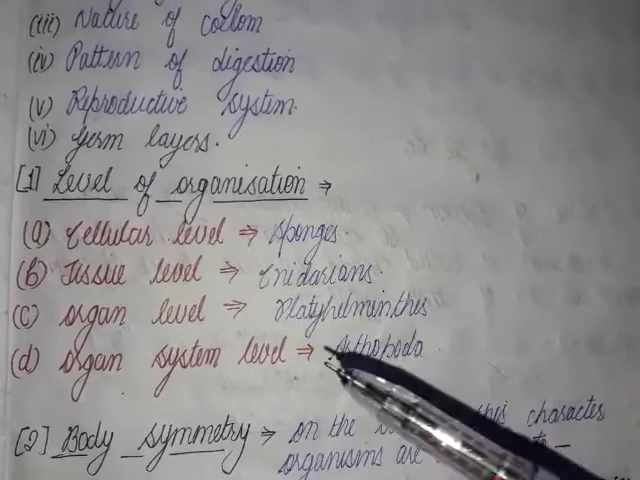 (iii) Nature of coelom
(iv) Pattern of digestion
(v) Reproductive system.
(vi) Germ layers.
[1] Level of organisation →
(a) Cellular level ⇒ Sponges.
(b) Tissue level ⇒ Cnidarians.
(c) organ level ⇒ Platyhelminthes
(d) organ system level ⇒
[2] Body symmetry ⇒ on the this character
organisms are